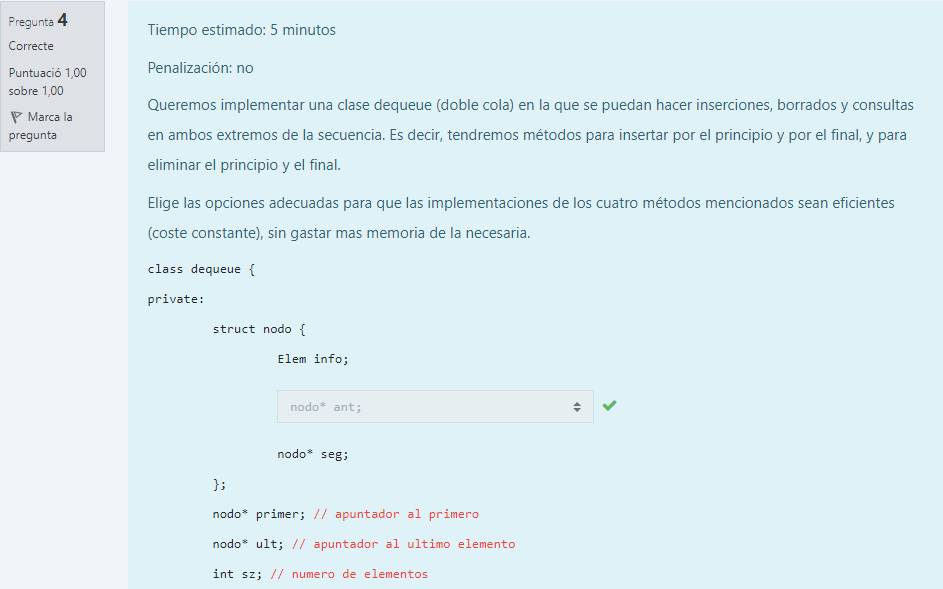 Pregunta 4
Correcte
Puntuació 1,00
sobre 1,00
Marca la
pregunta
Tiempo estimado: 5 minutos
Penalización: no
Queremos implementar una clase dequeue (doble cola) en la que se puedan hacer inserciones, borrados y consultas
en ambos extremos de la secuencia. Es decir, tendremos métodos para insertar por el principio y por el final, y para
eliminar el principio y el final.
Elige las opciones adecuadas para que las implementaciones de los cuatro métodos mencionados sean eficientes
(coste constante), sin gastar mas memoria de la necesaria.
class dequeue {
private:
struct nodo {
Elem info;
nodo* ant;
nodo* seg;
};
nodo* primer; // apuntador al primero
nodo* ult; // apuntador al ultimo elemento
int sz; // numero de elementos